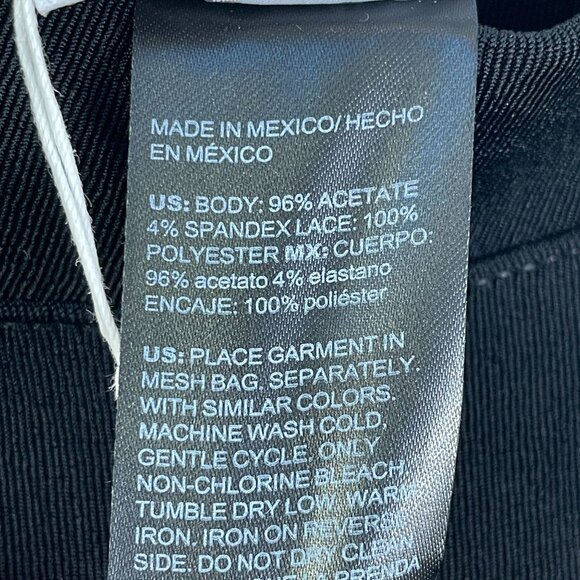 MADE IN MEXICO/ HECHO
EN MÉXICO
US: BODY: 96% ACETATE
4% SPANDEX LACE: 100%
POLYESTER MX: CUERPO:
96% acetato 4% elastano
ENCAJE: 100% poliéster
US: PLACE GARMENT IN
MESH BAG. SEPARATELY.
WITH SIMILAR COLORS.
MACHINE WASH COLD,
GENTLE CYCLE. ONLY
NON-CHLORINE BLEACH
TUMBLE DRY LOW. WARM
IRON. IRON ON REVERSE
SIDE. DO NOT DRY CLEAN
PRENDA